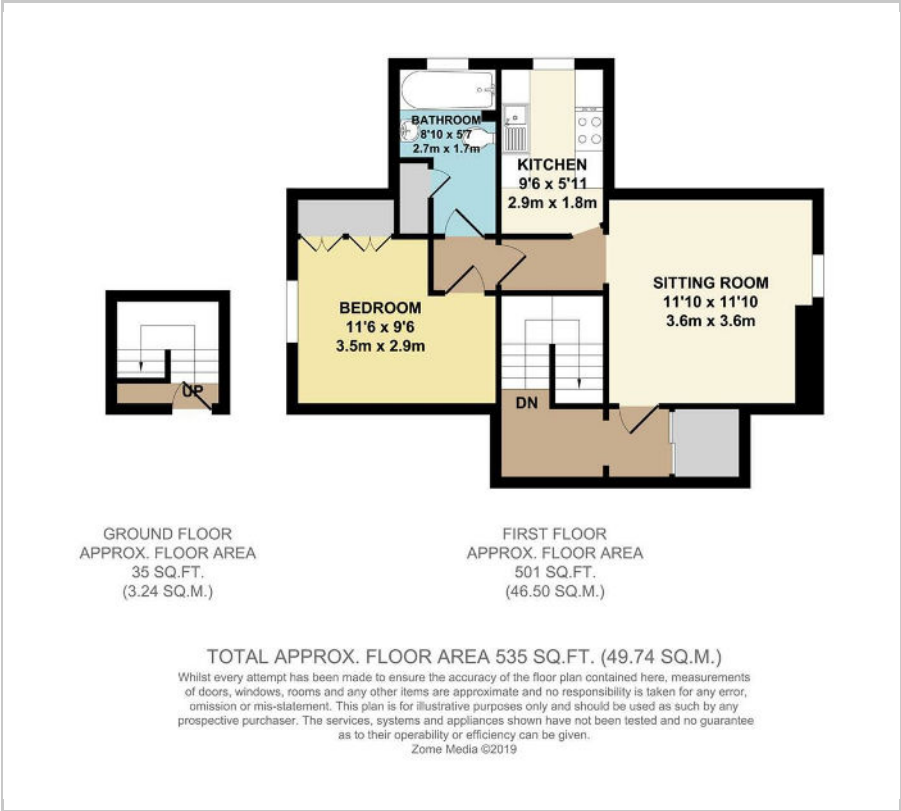 BATHROOM
8'10 x 5'7
2.7m x 1.7m
KITCHEN
9'6 x 5'11
2.9m x 1.8m
SITTING ROOM
11'10 x 11'10
3.6m x 3.6m
BEDROOM
11'6 x 9'6
3.5m x 2.9m
UP
DN
GROUND FLOOR
APPROX. FLOOR AREA
35 SQ.FT.
(3.24 SQ.M.)
FIRST FLOOR
APPROX. FLOOR AREA
501 SQ.FT.
(46.50 SQ.M.)
TOTAL APPROX. FLOOR AREA 535 SQ.FT. (49.74 SQ.M.)
Whilst every attempt has been made to ensure the accuracy of the floor plan contained here, measurements
of doors, windows, rooms and any other items are approximate and no responsibility is taken for any error,
omission or mis-statement. This plan is for illustrative purposes only and should be used as such by any
prospective purchaser. The services, systems and appliances shown have not been tested and no guarantee
as to their operability or efficiency can be given.
Zome Media ©2019